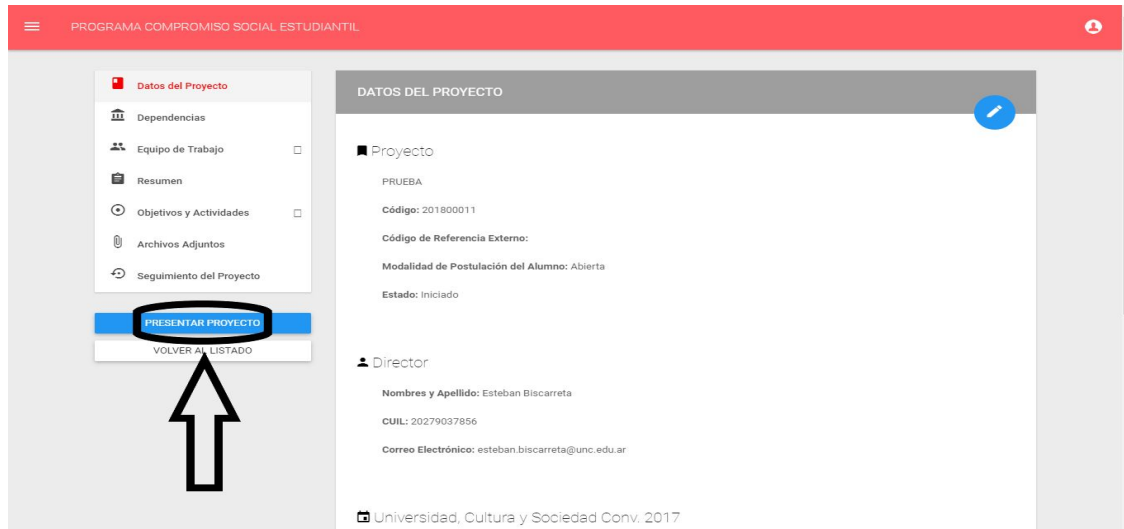 PROGRAMA COMPROMISO SOCIAL ESTUDIANTIL
Datos del Proyecto
Dependencias
Equipo de Trabajo
Resumen
Objetivos y Actividades
Archivos Adjuntos
Seguimiento del Proyecto
PRESENTAR PROYECTO
VOLVER AL LISTADO
DATOS DEL PROYECTO
Proyecto
PRUEBA
Código: 201800011
Código de Referencia Externo:
Modalidad de Postulación del Alumno: Abierta
Estado: Iniciado
Director
Nombres y Apellido: Esteban Biscarreta
CUIL: 20279037856
Correo Electrónico: esteban.biscarreta@unc.edu.ar
Universidad, Cultura y Sociedad Conv. 2017